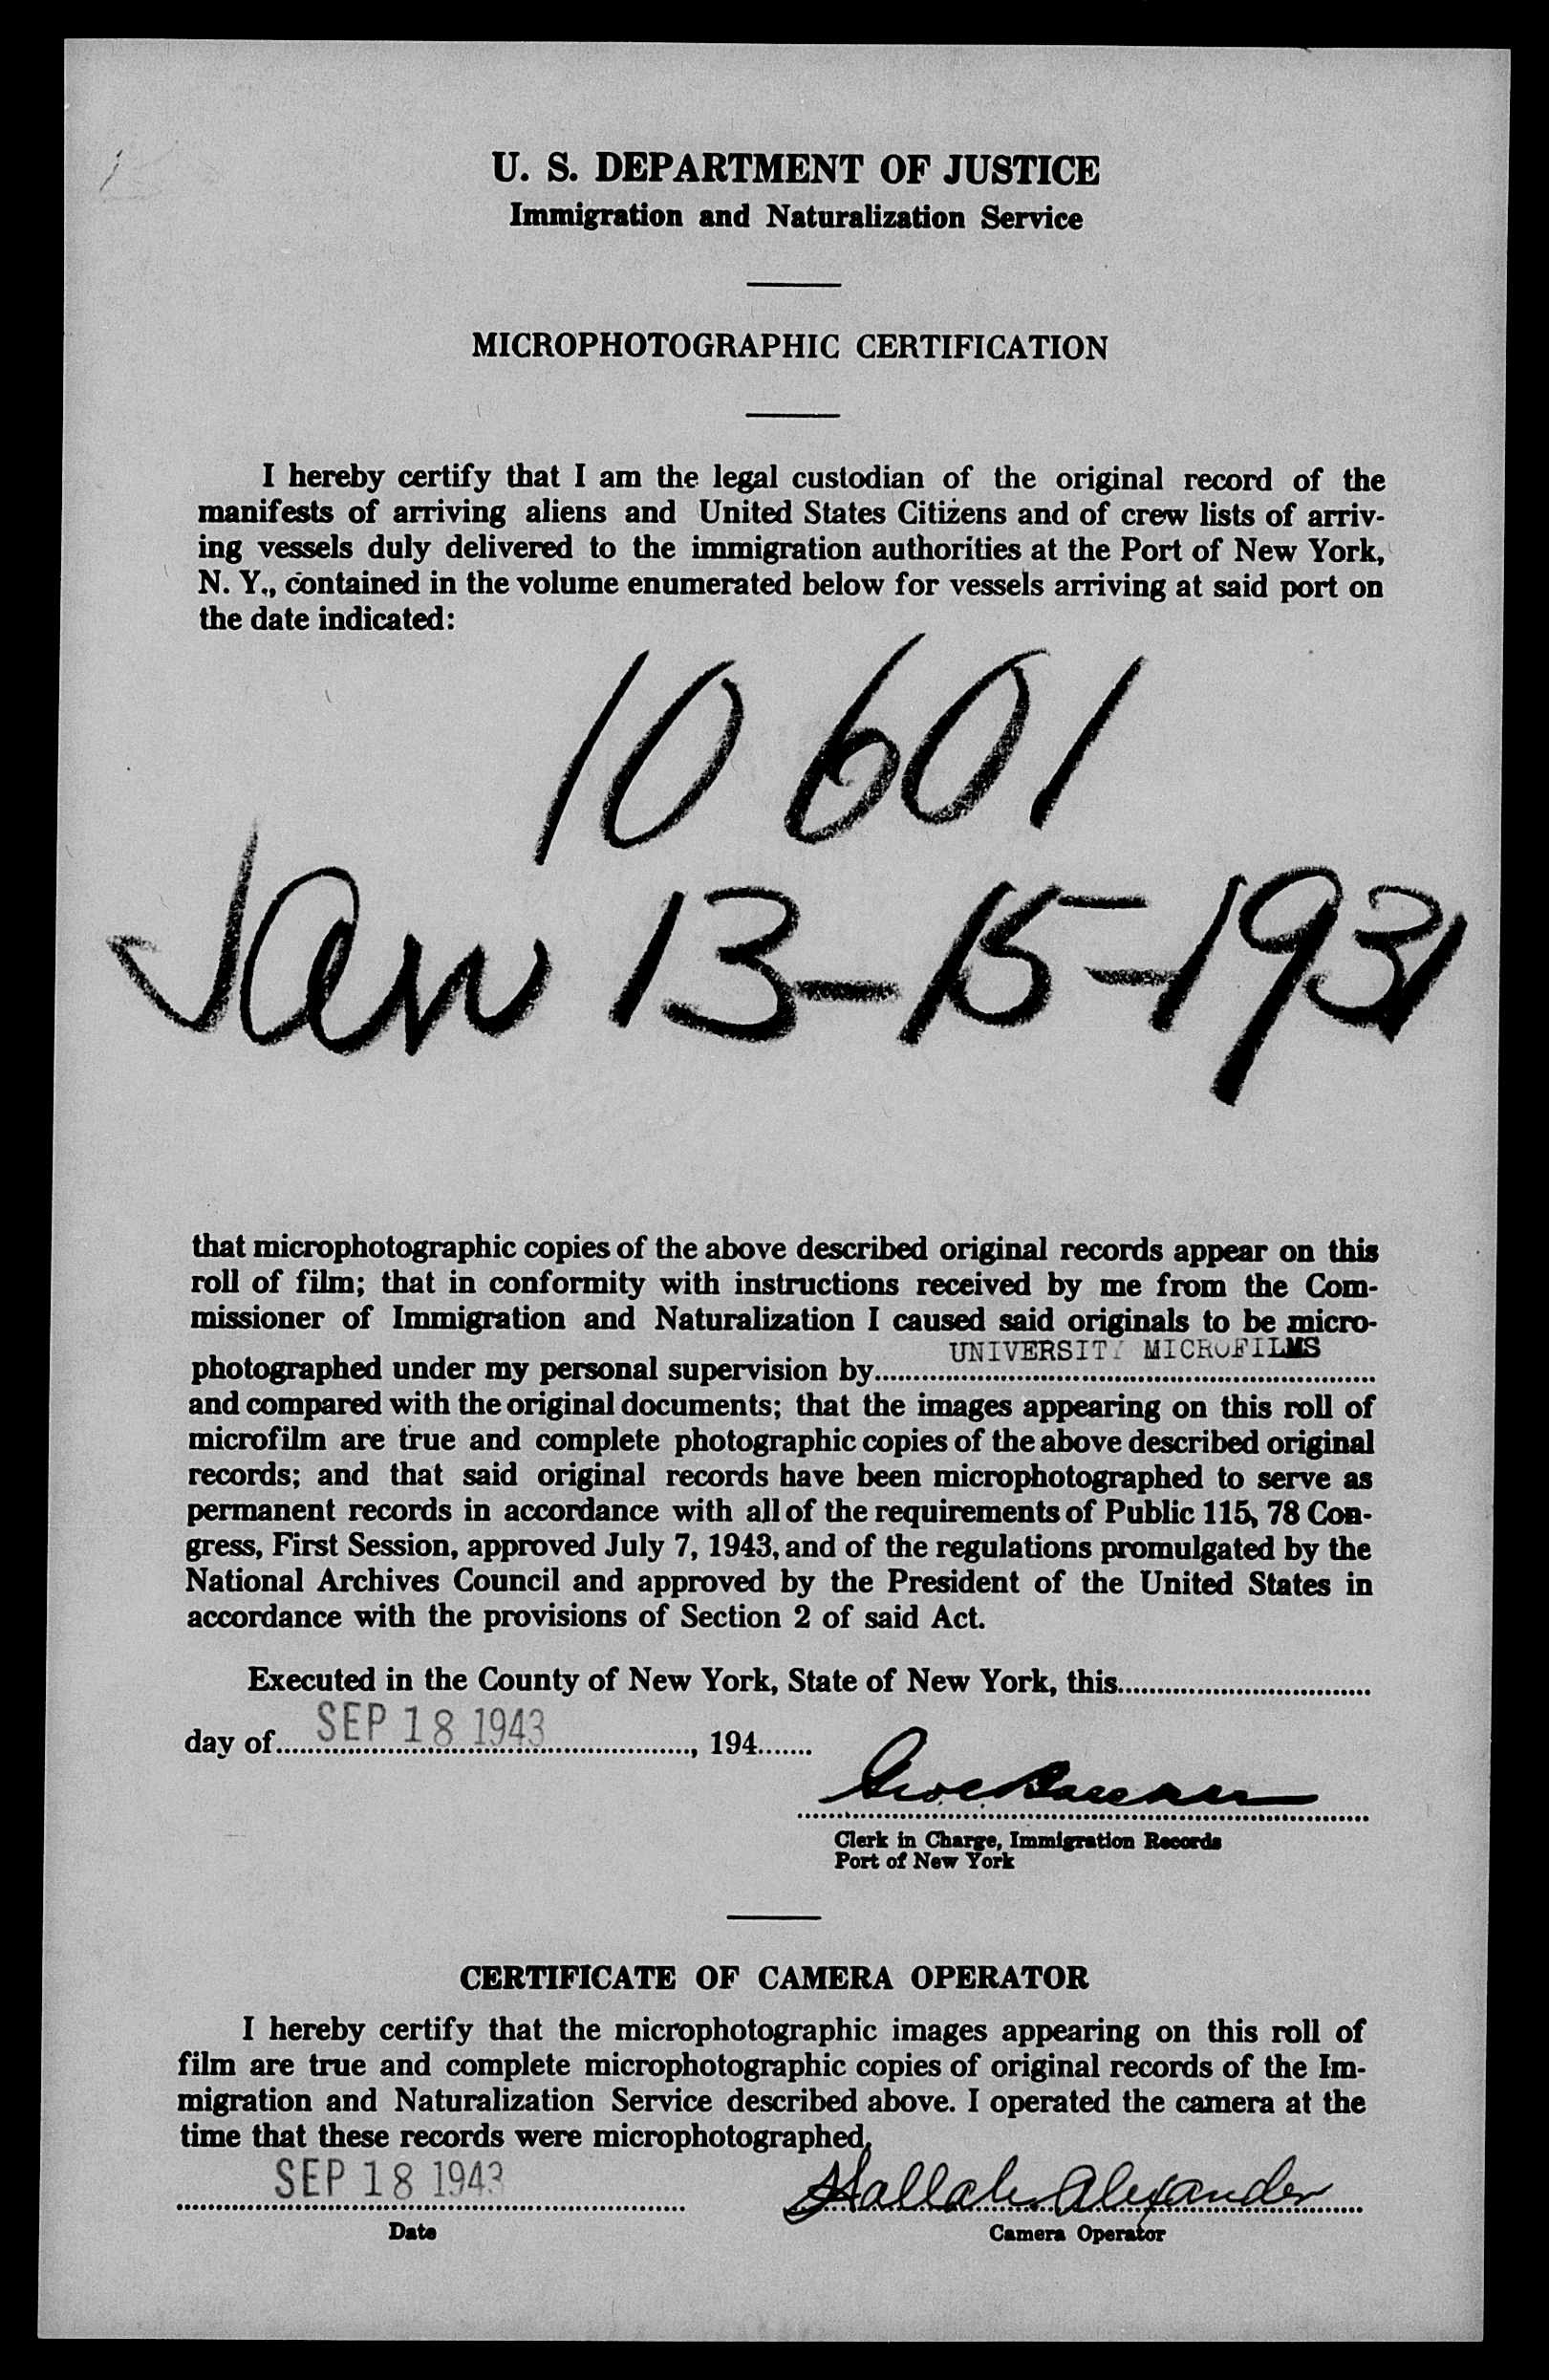 U. S. DEPARTMENT OF JUSTICE
Immigration and Naturalization Service
MICROPHOTOGRAPHIC CERTIFICATION
I hereby certify that I am the legal custodian of the original record of the
manifests of arriving aliens and United States Citizens and of crew lists of arriv-
ing vessels duly delivered to the immigration authorities at the Port of New York,
N. Y., contained in the volume enumerated below for vessels arriving at said port on
the date indicated:
10601
Jan 13-15-1931
that microphotographic copies of the above described original records appear on this
roll of film; that in conformity with instructions received by me from the Com-
missioner of Immigration and Naturalization I caused said originals to be micro-
UNIVERSITY MICROFILMS
photographed under my personal supervision by
and compared with the original documents; that the images appearing on this roll of
microfilm are true and complete photographic copies of the above described original
records; and that said original records have been microphotographed to serve as
permanent records in accordance with all of the requirements of Public 115, 78 Con-
gress, First Session, approved July 7, 1943, and of the regulations promulgated by the
National Archives Council and approved by the President of the United States in
accordance with the provisions of Section 2 of said Act.
Executed in the County of New York, State of New York, this
day of SEP 18 1943, 194
Clerk in Charge, Immigration Records
Port of New York
CERTIFICATE OF CAMERA OPERATOR
I hereby certify that the microphotographic images appearing on this roll of
film are true and complete microphotographic copies of original records of the Im-
migration and Naturalization Service described above. I operated the camera at the
time that these records were microphotographed.
SEP 18 1943 Alexander
Date Camera Operator